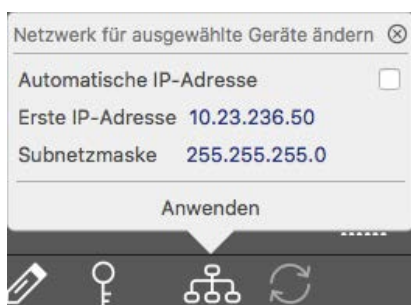 Netzwerk für ausgewählte Geräte ändern
Automatische IP-Adresse
Erste IP-Adresse 10.23.236.50
Subnetzmaske 255.255.255.0
Anwenden